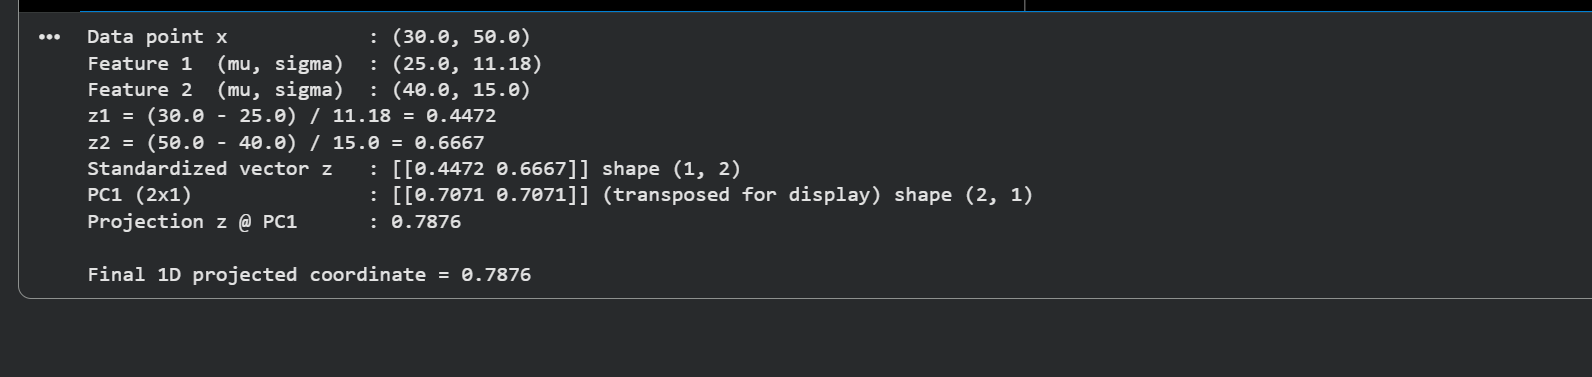 Data point x : (30.0, 50.0)
Feature 1 (mu, sigma) : (25.0, 11.18)
Feature 2 (mu, sigma) : (40.0, 15.0)
z1 = (30.0 - 25.0) / 11.18 = 0.4472
z2 = (50.0 - 40.0) / 15.0 = 0.6667
Standardized vector z : [[0.4472 0.6667]] shape (1, 2)
PC1 (2x1) : [[0.7071 0.7071]] (transposed for display) shape (2, 1)
Projection z @ PC1 : 0.7876
Final 1D projected coordinate = 0.7876